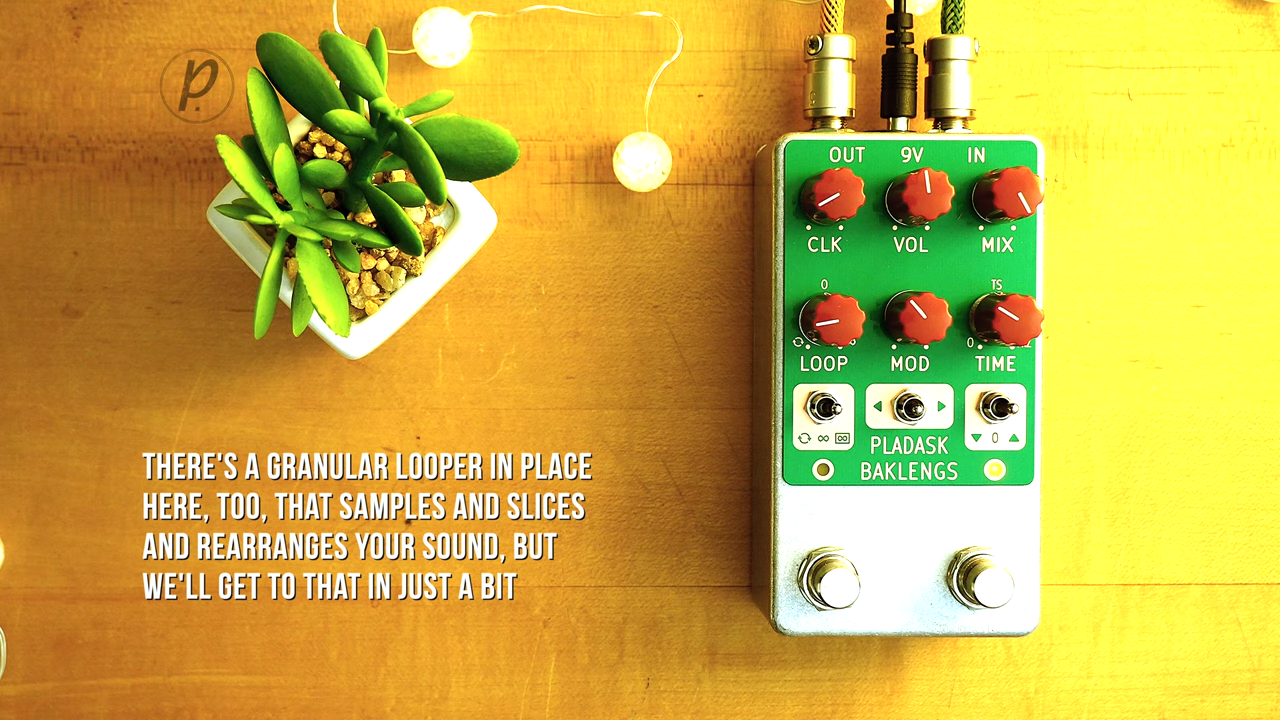 p.
OUT 9V IN
CLK VOL MIX
0 TS
0
LOOP MOD TIME
∞ ∞ 0
PLADASK
BAKLENGS
THERE'S A GRANULAR LOOPER IN PLACE
HERE, TOO, THAT SAMPLES AND SLICES
AND REARRANGES YOUR SOUND, BUT
WE'LL GET TO THAT IN JUST A BIT